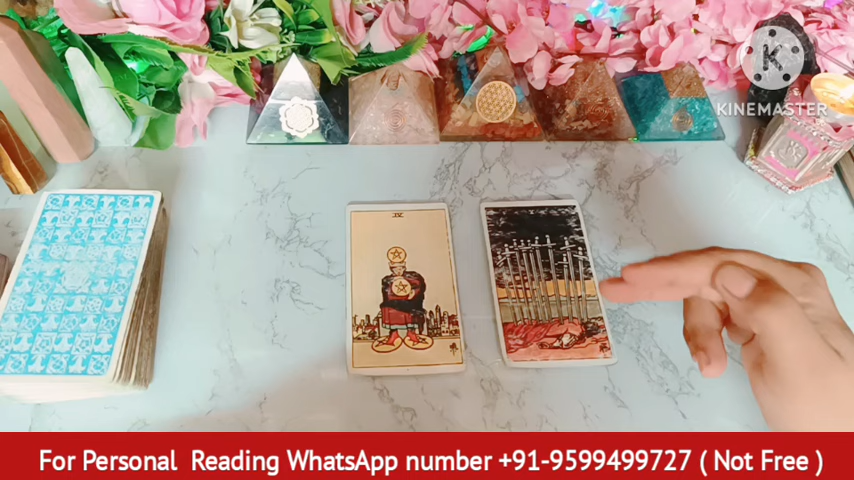 K
KINEMASTER
IV
For Personal Reading WhatsApp number +91-9599499727 ( Not Free )